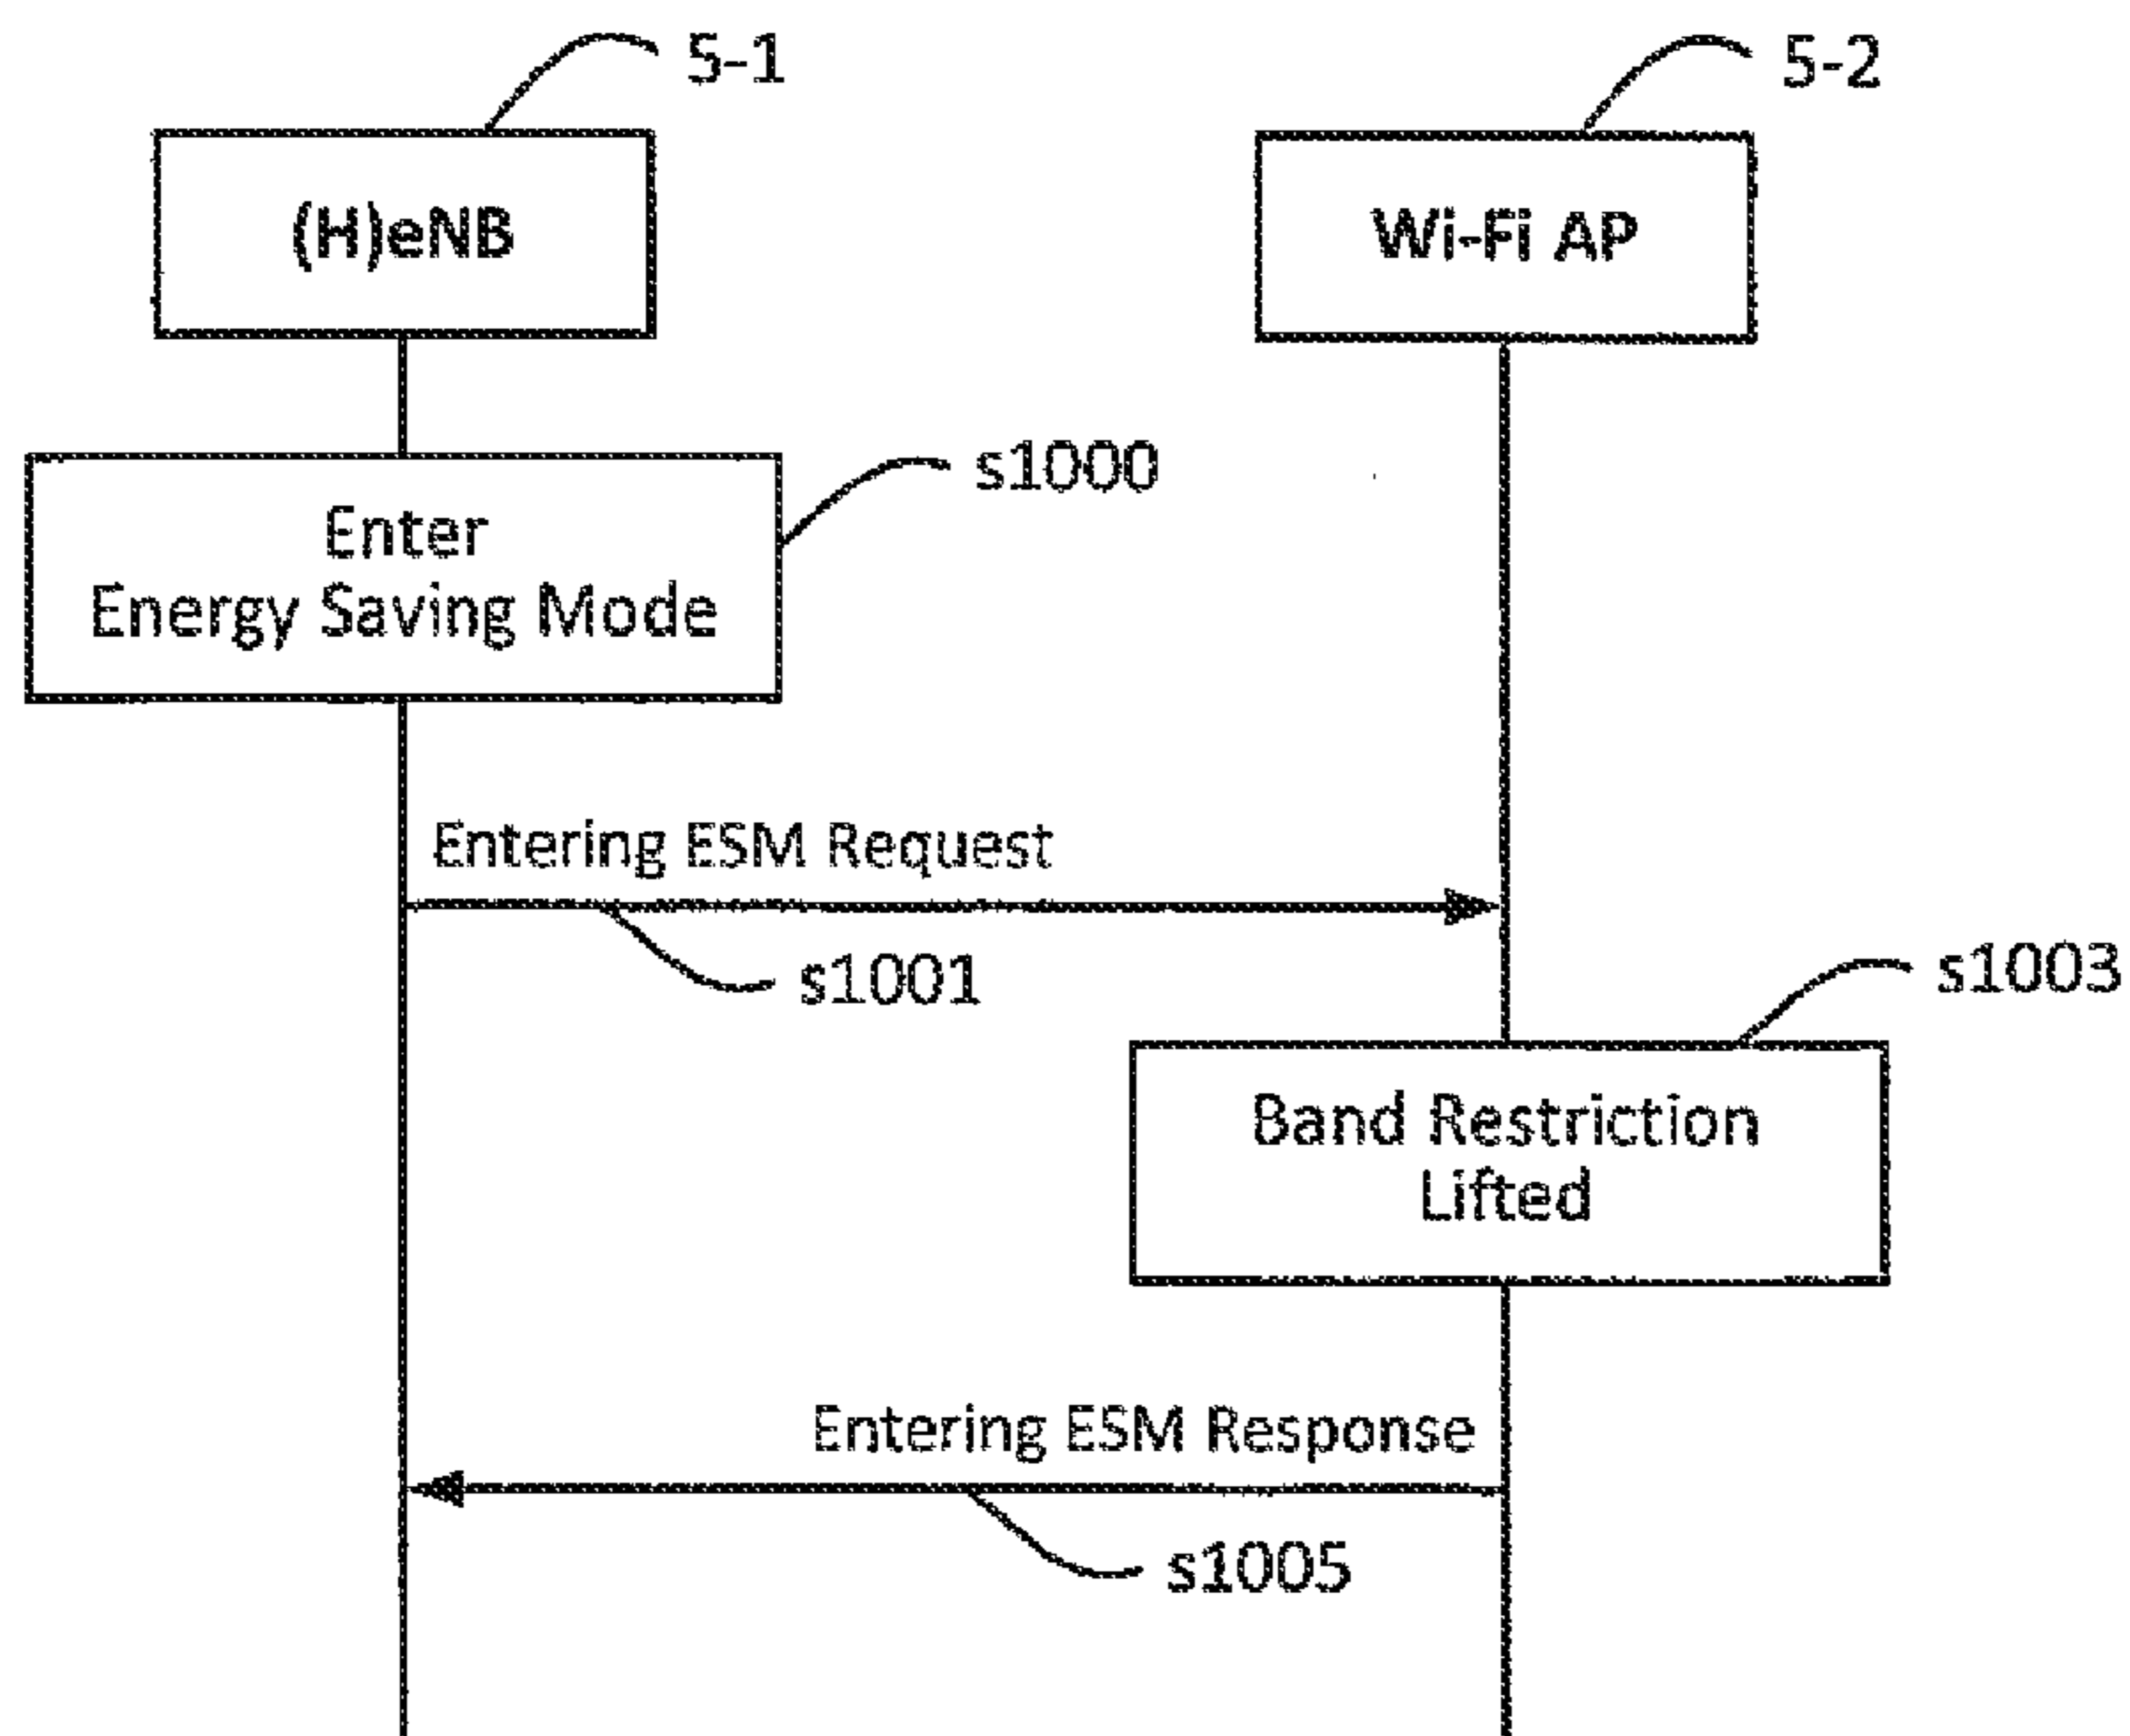 5-1
5-2
(H)eNB
Wi-Fi AP
s1000
Enter
Energy Saving Mode
Entering ESM Request
s1001
s1003
Band Restriction
Lifted
Entering ESM Response
s1005